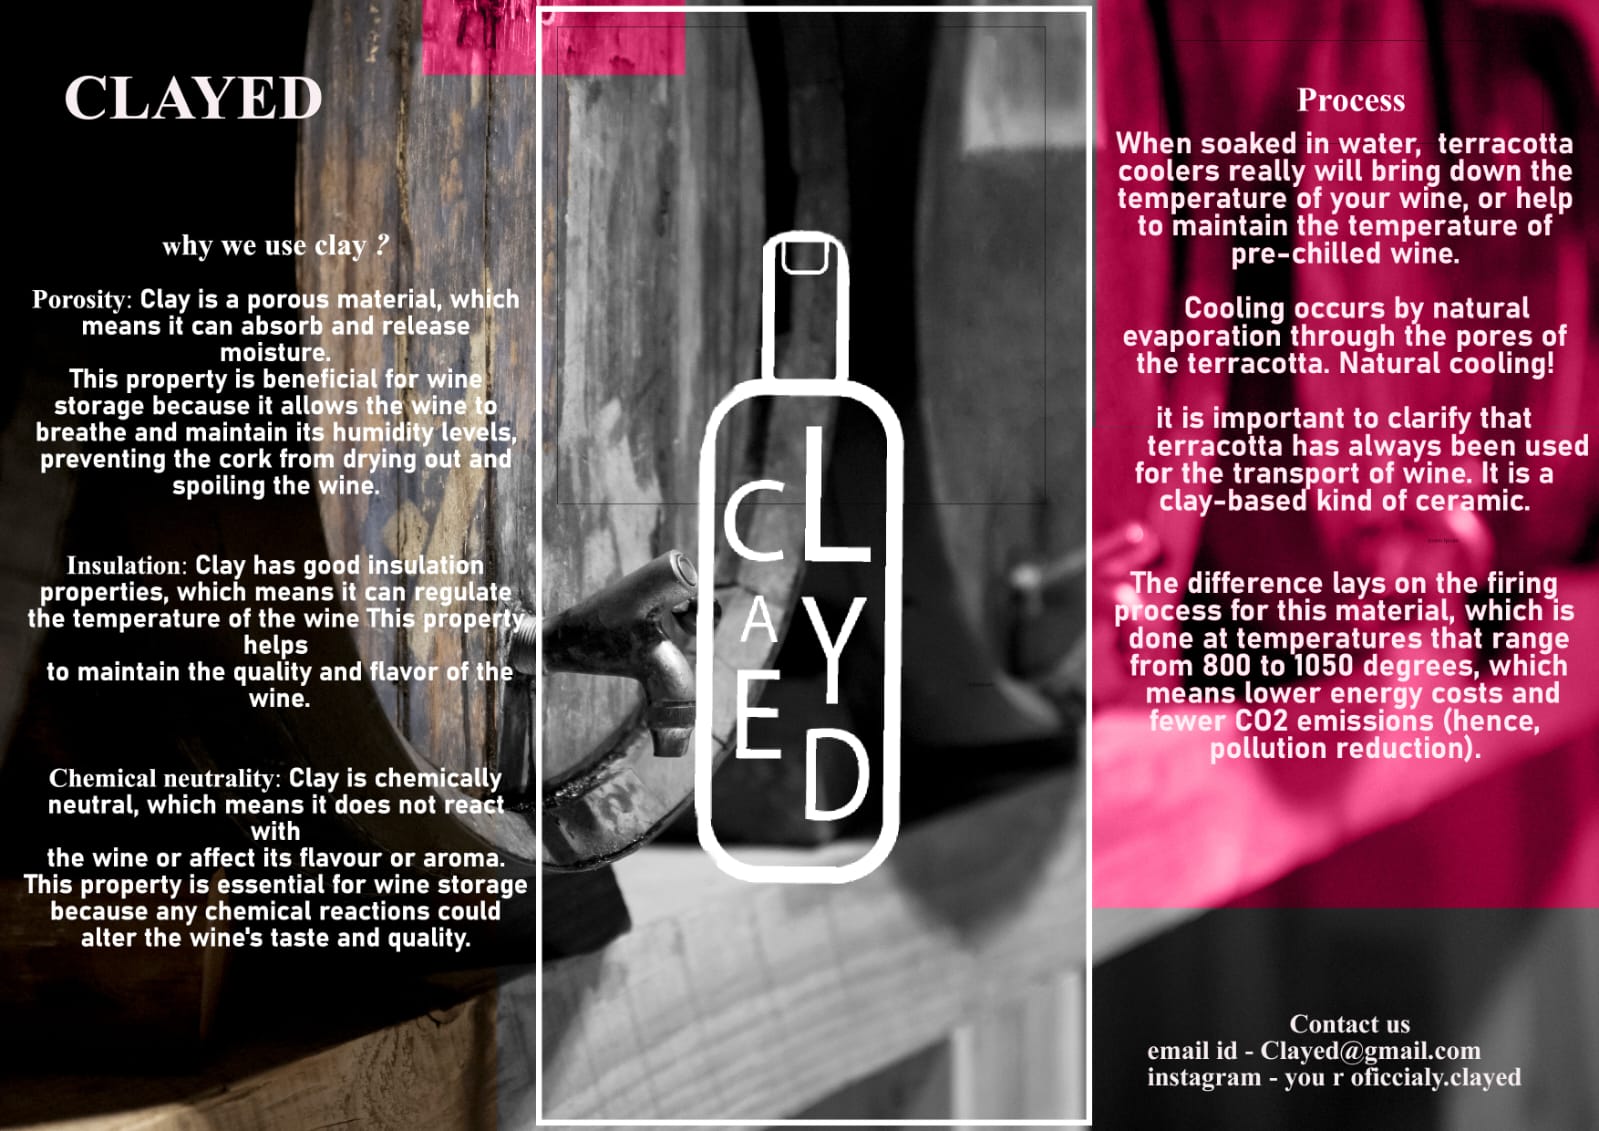 CLAYED
why we use clay ?
Porosity: Clay is a porous material, which
means it can absorb and release
moisture.
This property is beneficial for wine
storage because it allows the wine to
breathe and maintain its humidity levels,
preventing the cork from drying out and
spoiling the wine.
Insulation: Clay has good insulation
properties, which means it can regulate
the temperature of the wine This property
helps
to maintain the quality and flavor of the
wine.
Chemical neutrality: Clay is chemically
neutral, which means it does not react
with
the wine or affect its flavour or aroma.
This property is essential for wine storage
because any chemical reactions could
alter the wine's taste and quality.
C L
A Y
E D
Process
When soaked in water, terracotta
coolers really will bring down the
temperature of your wine, or help
to maintain the temperature of
pre-chilled wine.
Cooling occurs by natural
evaporation through the pores of
the terracotta. Natural cooling!
it is important to clarify that
terracotta has always been used
for the transport of wine. It is a
clay-based kind of ceramic.
The difference lays on the firing
process for this material, which is
done at temperatures that range
from 800 to 1050 degrees, which
means lower energy costs and
fewer CO2 emissions (hence,
pollution reduction).
Contact us
email id - Clayed@gmail.com
instagram - you r oficcialy.clayed